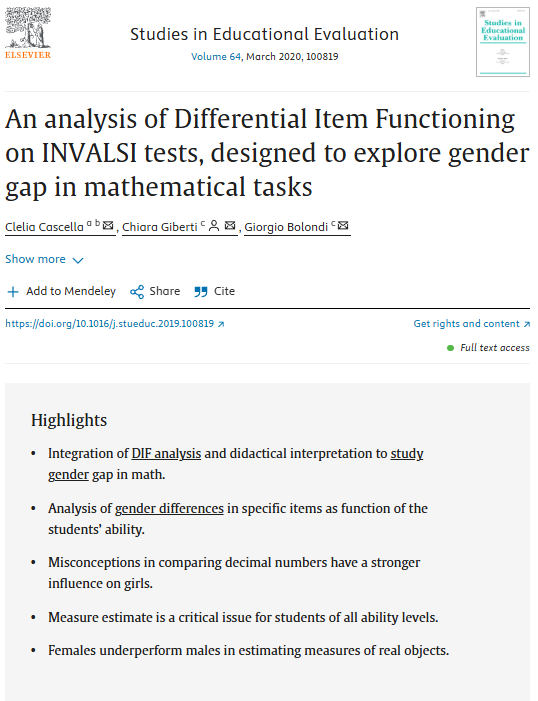 ELSEVIER
Studies in Educational Evaluation
Volume 64, March 2020, 100819
Studies in
Educational
Evaluation
An analysis of Differential Item Functioning
on INVALSI tests, designed to explore gender
gap in mathematical tasks
Clelia Cascella a b, Chiara Giberti c, Giorgio Bolondi c
Show more
Add to Mendeley Share Cite
https://doi.org/10.1016/j.stueduc.2019.100819
Get rights and content
Full text access
Highlights
• Integration of DIF analysis and didactical interpretation to study
gender gap in math.
• Analysis of gender differences in specific items as function of the
students' ability.
• Misconceptions in comparing decimal numbers have a stronger
influence on girls.
• Measure estimate is a critical issue for students of all ability levels.
• Females underperform males in estimating measures of real objects.